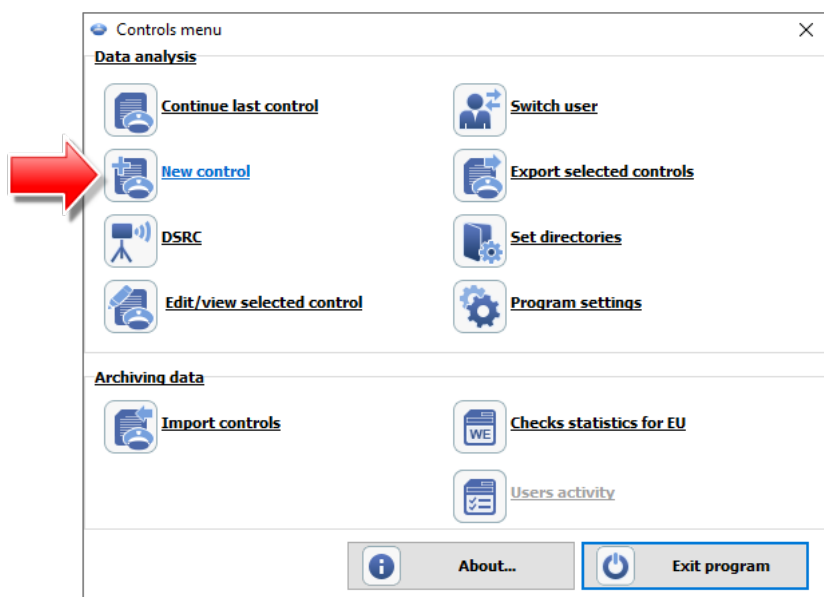 Controls menu
Data analysis
Continue last control
Switch user
New control
Export selected controls
DSRC
Set directories
Edit/view selected control
Program settings
Archiving data
Import controls
WE
Checks statistics for EU
Users activity
About...
Exit program